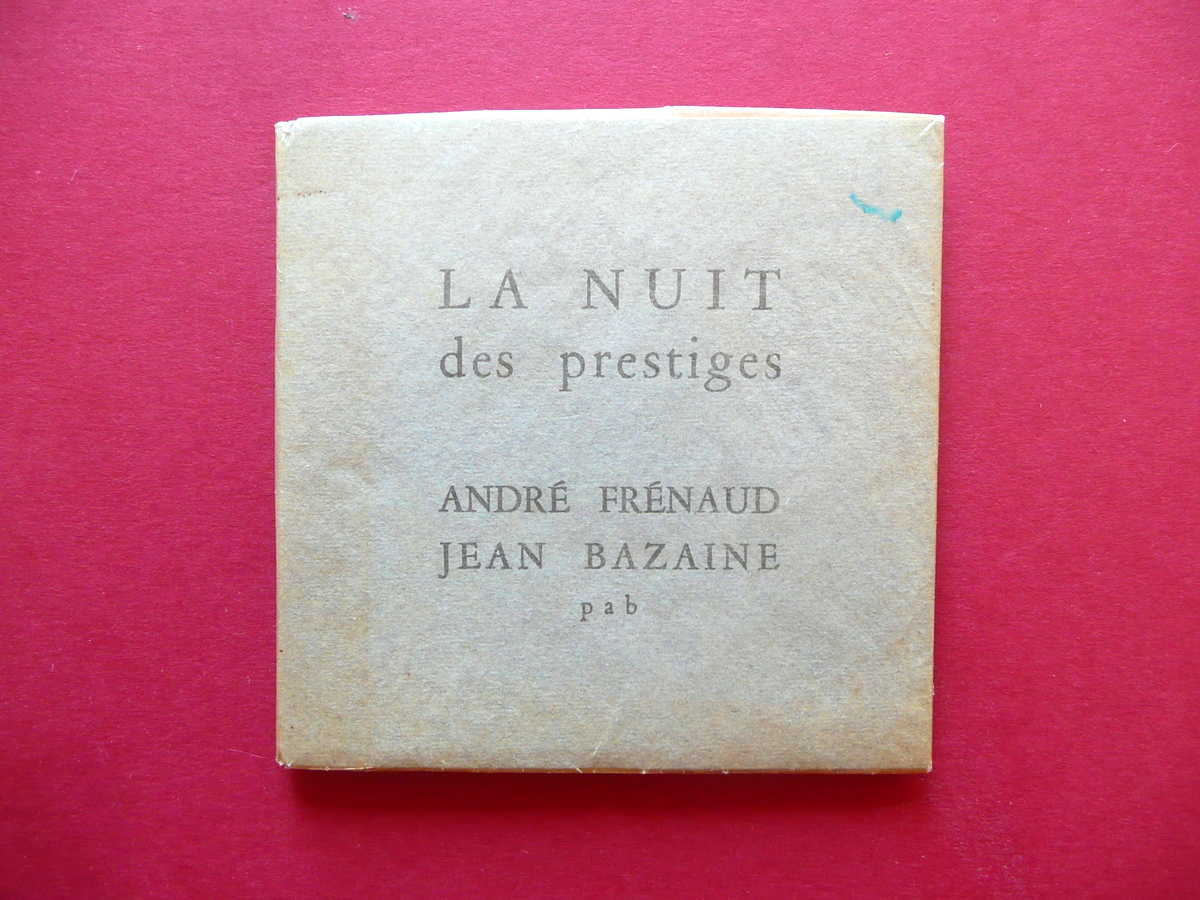 LA NUIT
des prestiges
ANDRÉ FRÉNAUD
JEAN BAZAINE
pab